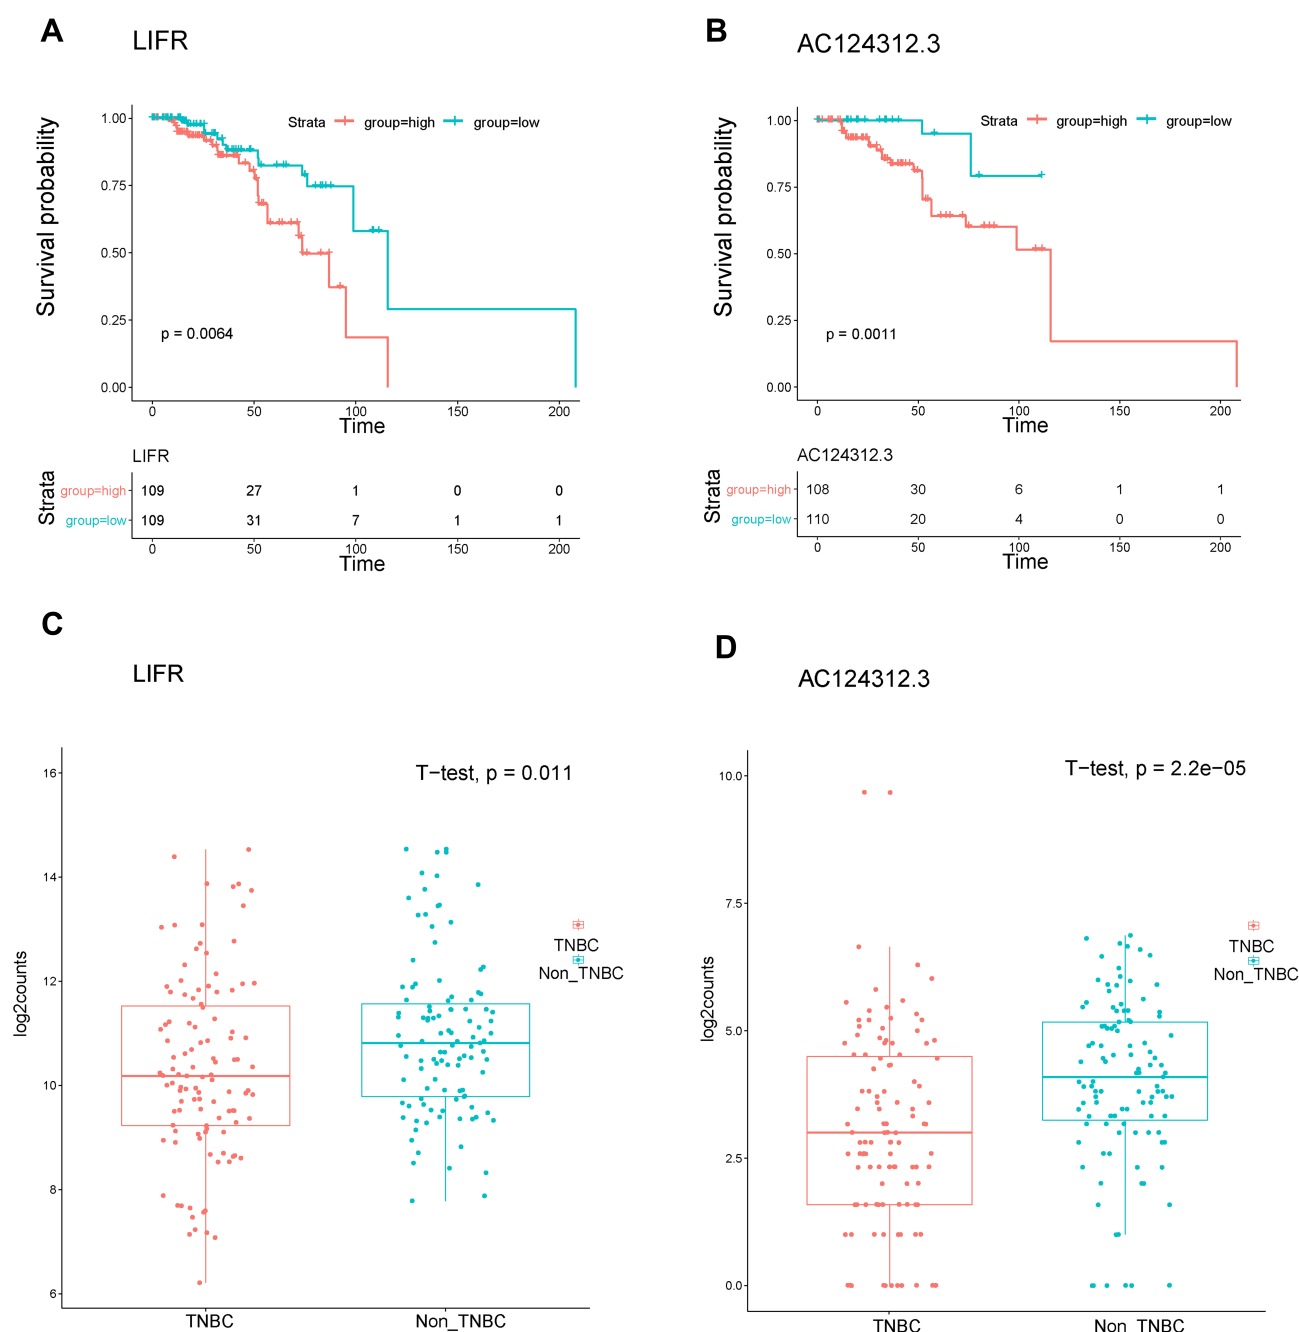 A
LIFR
Strata group=high group=low
Survival probability
1.00
0.75
0.50
0.25
0.00
p = 0.0064
0 50 100 150 200
Time
LIFR
Strata
group=high 109 27 1 0 0
group=low 109 31 7 1 1
0 50 100 150 200
Time
B
AC124312.3
Strata group=high group=low
Survival probability
1.00
0.75
0.50
0.25
0.00
p = 0.0011
0 50 100 150 200
Time
AC124312.3
Strata
group=high 108 30 6 1 1
group=low 110 20 4 0 0
0 50 100 150 200
Time
C
LIFR
T−test, p = 0.011
log2counts
16
14
12
10
8
6
TNBC
Non_TNBC
TNBC Non_TNBC
D
AC124312.3
T−test, p = 2.2e−05
log2counts
10.0
7.5
5.0
2.5
0.0
TNBC
Non_TNBC
TNBC Non_TNBC